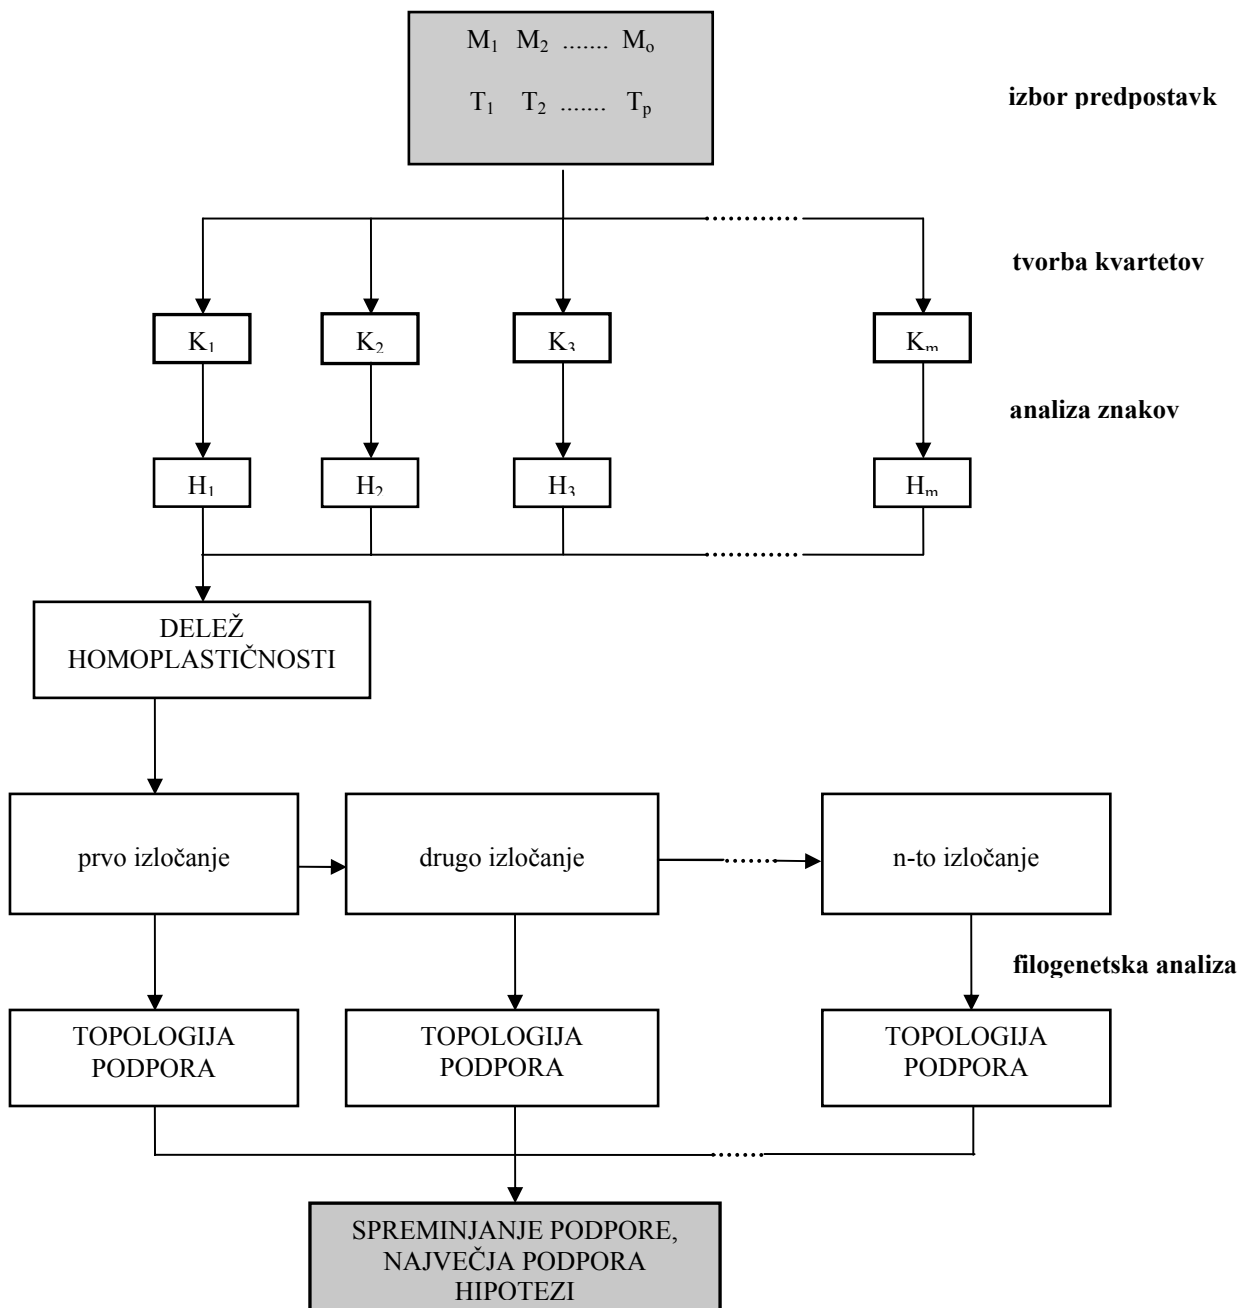 M₁ M₂ ....... Mₒ
T₁ T₂ ....... Tₚ
izbor predpostavk
tvorba kvartetov
K₁ K₂ K₃ Kₘ
analiza znakov
H₁ H₂ H₃ Hₘ
DELEŽ
HOMOPLASTIČNOSTI
prvo izločanje
drugo izločanje
n-to izločanje
filogenetska analiza
TOPOLOGIJA
PODPORA
TOPOLOGIJA
PODPORA
TOPOLOGIJA
PODPORA
SPREMINJANJE PODPORE,
NAJVEČJA PODPORA
HIPOTEZI